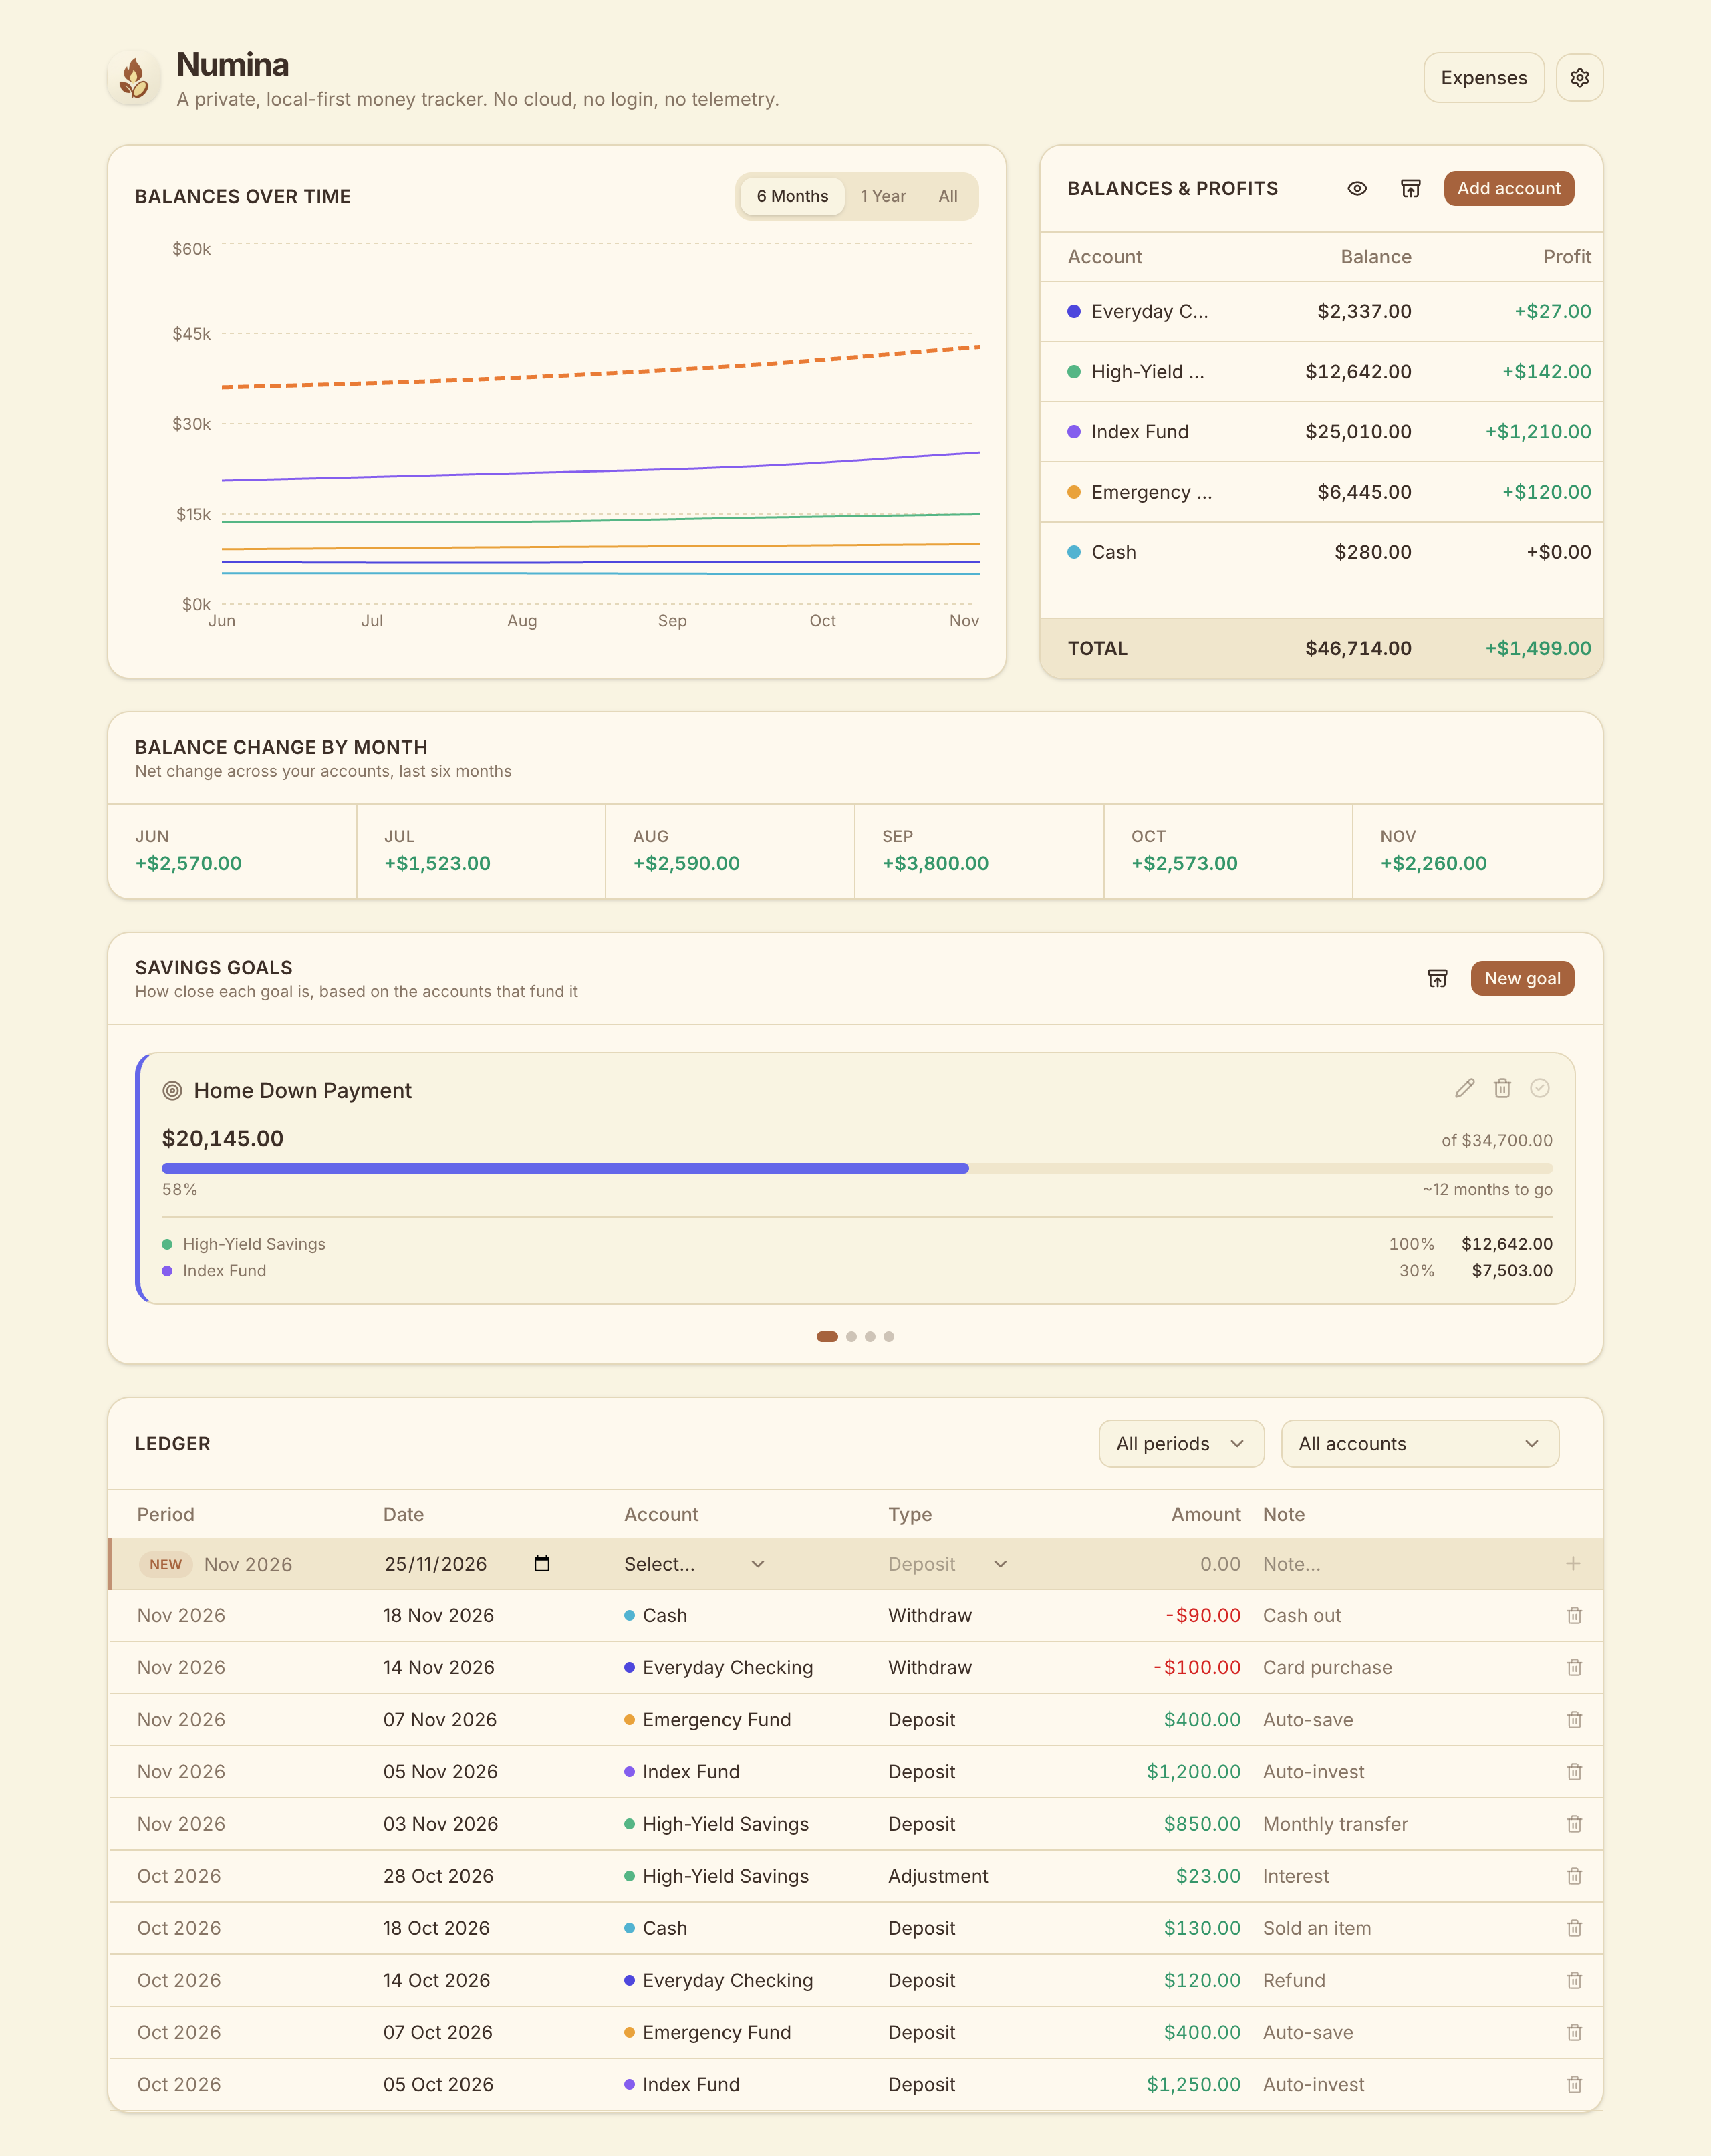 Numina
A private, local-first money tracker. No cloud, no login, no telemetry.
Expenses
BALANCES OVER TIME
6 Months 1 Year All
$60k
$45k
$30k
$15k
$0k
Jun Jul Aug Sep Oct Nov
BALANCES & PROFITS
Add account
Account Balance Profit
Everyday C... $2,337.00 +$27.00
High-Yield ... $12,642.00 +$142.00
Index Fund $25,010.00 +$1,210.00
Emergency ... $6,445.00 +$120.00
Cash $280.00 +$0.00
TOTAL $46,714.00 +$1,499.00
BALANCE CHANGE BY MONTH
Net change across your accounts, last six months
JUN JUL AUG SEP OCT NOV
+$2,570.00 +$1,523.00 +$2,590.00 +$3,800.00 +$2,573.00 +$2,260.00
SAVINGS GOALS
How close each goal is, based on the accounts that fund it
New goal
Home Down Payment
$20,145.00 of $34,700.00
58% ~12 months to go
High-Yield Savings 100% $12,642.00
Index Fund 30% $7,503.00
LEDGER
All periods All accounts
Period Date Account Type Amount Note
NEW Nov 2026 25/11/2026 Select... Deposit 0.00 Note...
Nov 2026 18 Nov 2026 Cash Withdraw -$90.00 Cash out
Nov 2026 14 Nov 2026 Everyday Checking Withdraw -$100.00 Card purchase
Nov 2026 07 Nov 2026 Emergency Fund Deposit $400.00 Auto-save
Nov 2026 05 Nov 2026 Index Fund Deposit $1,200.00 Auto-invest
Nov 2026 03 Nov 2026 High-Yield Savings Deposit $850.00 Monthly transfer
Oct 2026 28 Oct 2026 High-Yield Savings Adjustment $23.00 Interest
Oct 2026 18 Oct 2026 Cash Deposit $130.00 Sold an item
Oct 2026 14 Oct 2026 Everyday Checking Deposit $120.00 Refund
Oct 2026 07 Oct 2026 Emergency Fund Deposit $400.00 Auto-save
Oct 2026 05 Oct 2026 Index Fund Deposit $1,250.00 Auto-invest